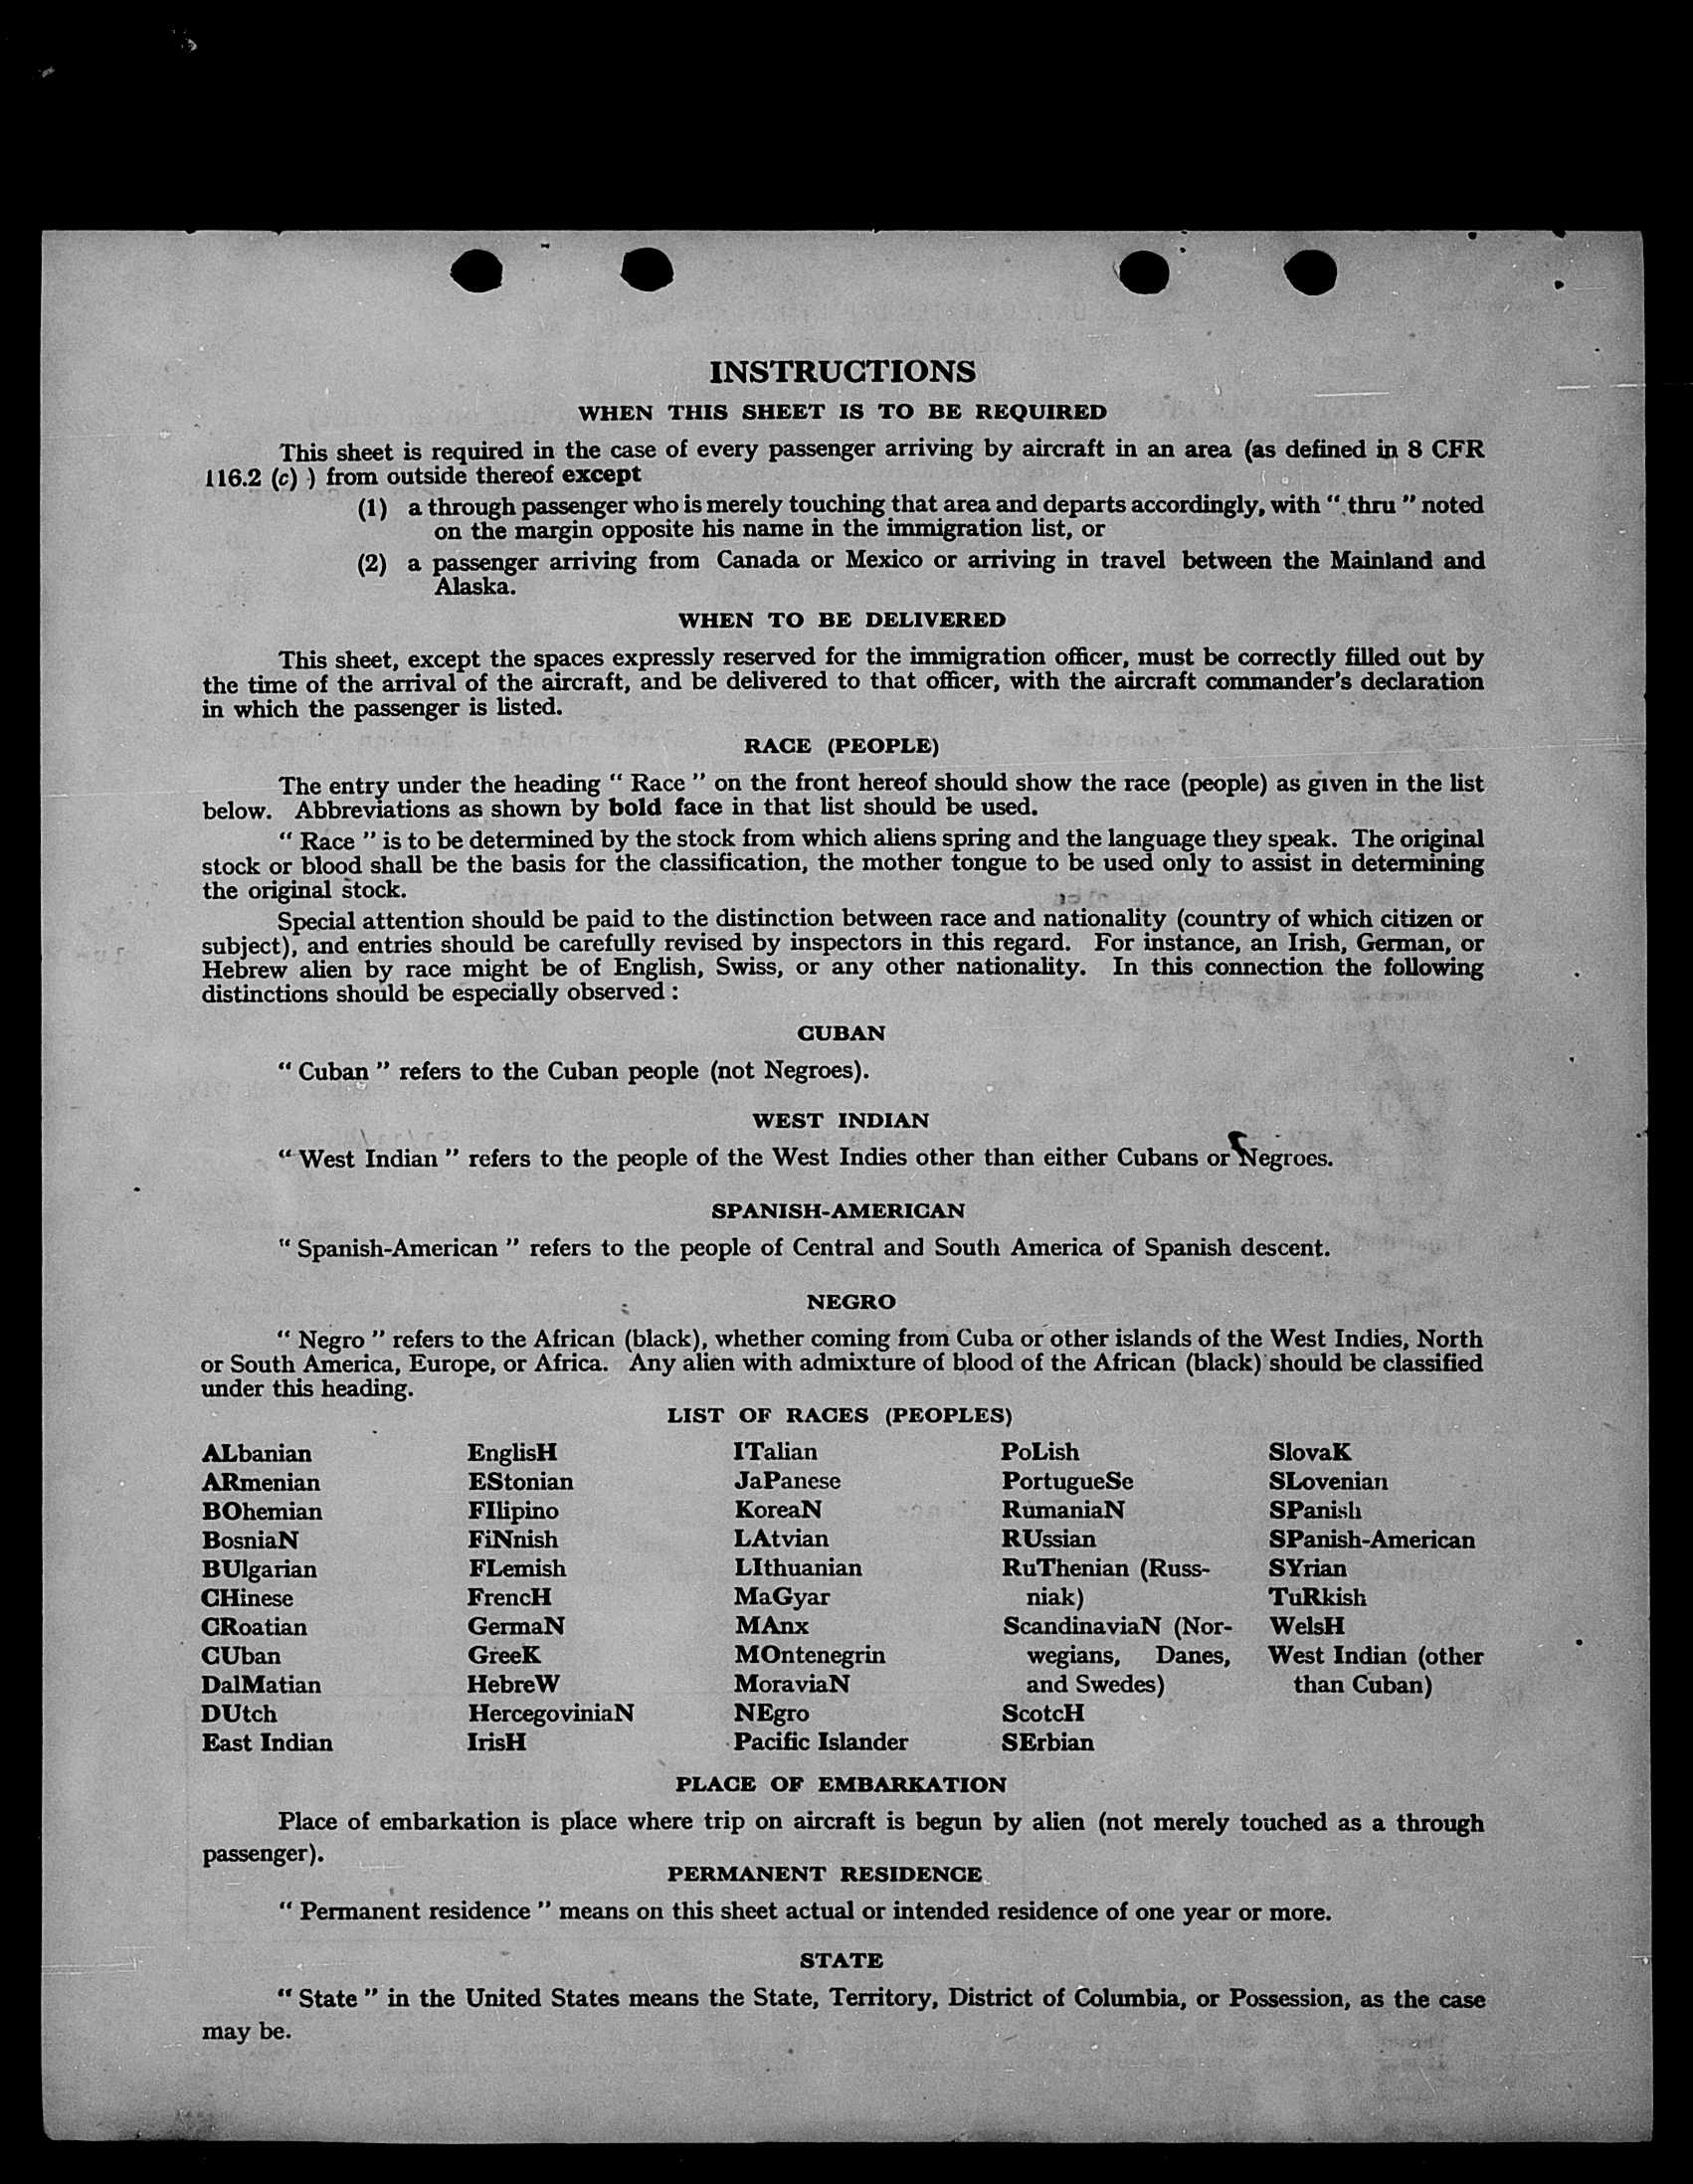 INSTRUCTIONS
WHEN THIS SHEET IS TO BE REQUIRED
This sheet is required in the case of every passenger arriving by aircraft in an area (as defined in 8 CFR
116.2 (c) ) from outside thereof except
(1) a through passenger who is merely touching that area and departs accordingly, with " thru " noted
on the margin opposite his name in the immigration list, or
(2) a passenger arriving from Canada or Mexico or arriving in travel between the Mainland and
Alaska.
WHEN TO BE DELIVERED
This sheet, except the spaces expressly reserved for the immigration officer, must be correctly filled out by
the time of the arrival of the aircraft, and be delivered to that officer, with the aircraft commander's declaration
in which the passenger is listed.
RACE (PEOPLE)
The entry under the heading " Race " on the front hereof should show the race (people) as given in the list
below. Abbreviations as shown by bold face in that list should be used.
" Race " is to be determined by the stock from which aliens spring and the language they speak. The original
stock or blood shall be the basis for the classification, the mother tongue to be used only to assist in determining
the original stock.
Special attention should be paid to the distinction between race and nationality (country of which citizen or
subject), and entries should be carefully revised by inspectors in this regard. For instance, an Irish, German, or
Hebrew alien by race might be of English, Swiss, or any other nationality. In this connection the following
distinctions should be especially observed :
CUBAN
" Cuban " refers to the Cuban people (not Negroes).
WEST INDIAN
" West Indian " refers to the people of the West Indies other than either Cubans or Negroes.
SPANISH-AMERICAN
" Spanish-American " refers to the people of Central and South America of Spanish descent.
NEGRO
" Negro " refers to the African (black), whether coming from Cuba or other islands of the West Indies, North
or South America, Europe, or Africa. Any alien with admixture of blood of the African (black) should be classified
under this heading.
LIST OF RACES (PEOPLES)
ALbanian
ARmenian
BOhemian
BosniaN
BUlgarian
CHinese
CRoatian
CUban
DalMatian
DUtch
East Indian
EnglisH
EStonian
FIlipino
FiNnish
FLemish
FrencH
GermaN
GreeK
HebreW
HercegoviniaN
IrisH
ITalian
JaPanese
KoreaN
LAtvian
LIthuanian
MaGyar
MAnx
MOntenegrin
MoraviaN
NEgro
Pacific Islander
PoLish
PortugueSe
RumaniaN
RUssian
RuThenian (Russ-
niak)
ScandinaviaN (Nor-
wegians, Danes,
and Swedes)
ScotcH
SErbian
SlovaK
SLovenian
SPanish
SPanish-American
SYrian
TuRkish
WelsH
West Indian (other
than Cuban)
PLACE OF EMBARKATION
Place of embarkation is place where trip on aircraft is begun by alien (not merely touched as a through
passenger).
PERMANENT RESIDENCE
" Permanent residence " means on this sheet actual or intended residence of one year or more.
STATE
" State " in the United States means the State, Territory, District of Columbia, or Possession, as the case
may be.